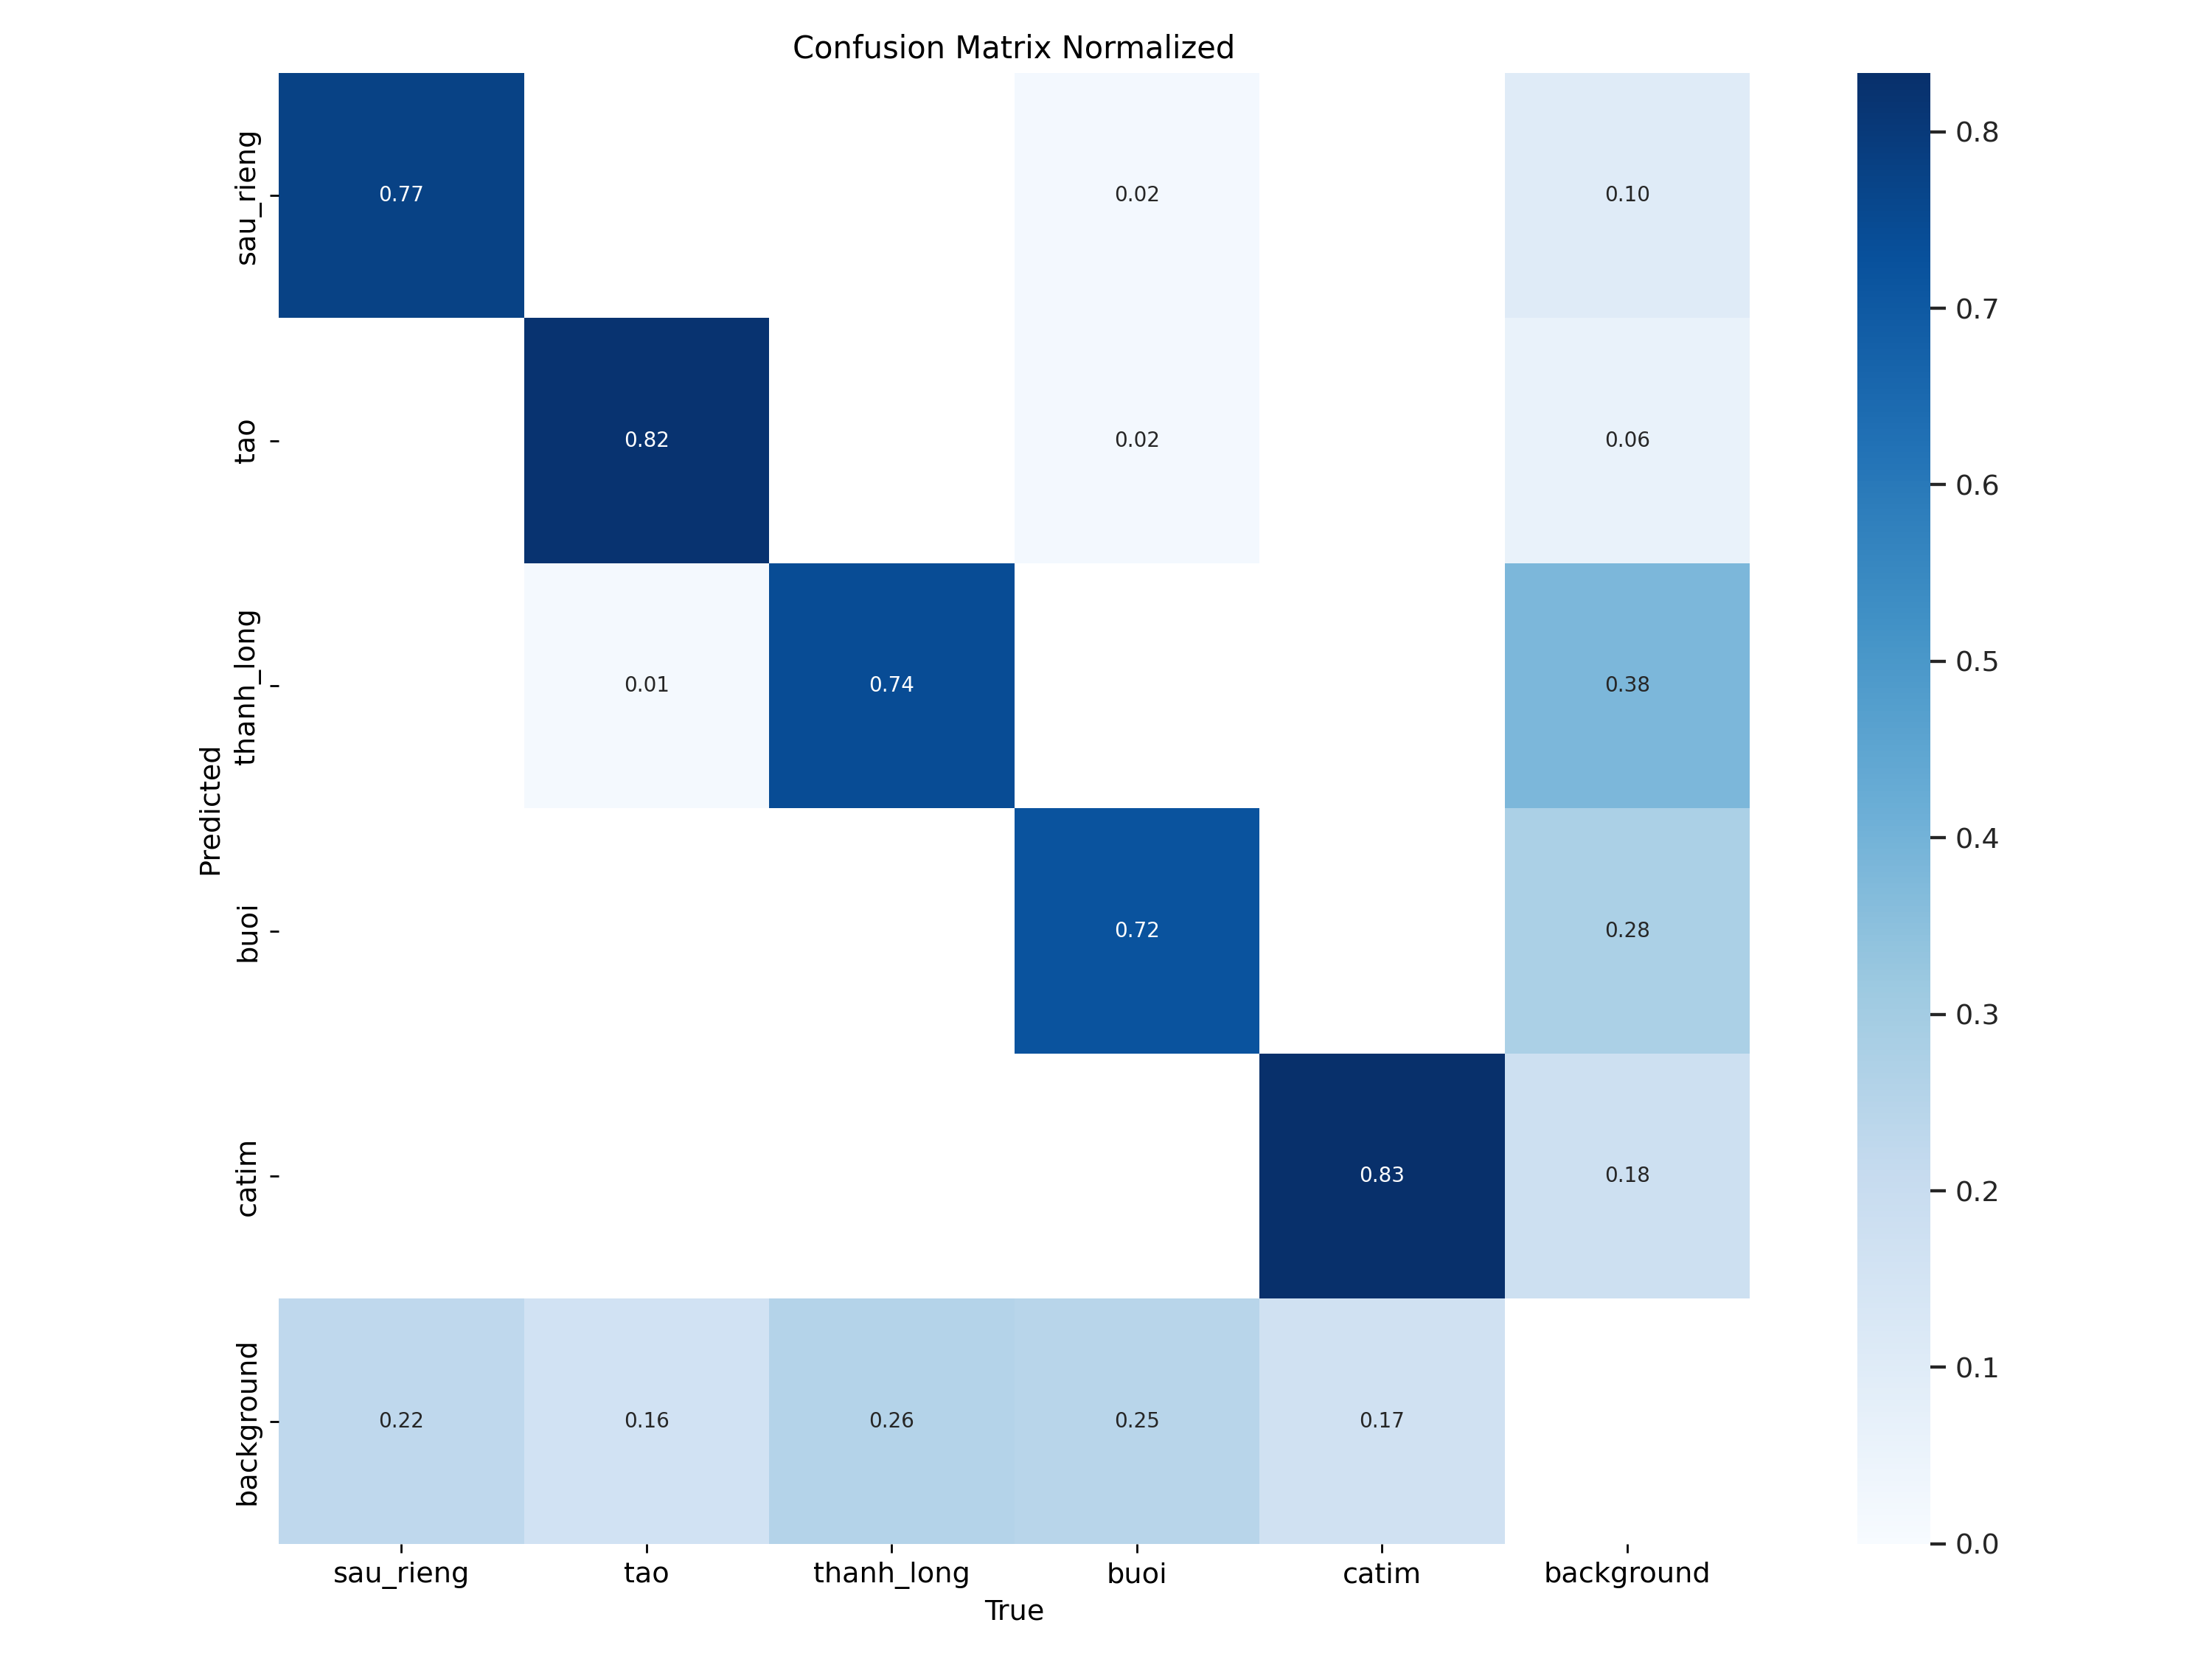 Confusion Matrix Normalized
sau_rieng
0.77
0.02
0.10
tao
0.82
0.02
0.06
thanh_long
0.01
0.74
0.38
buoi
0.72
0.28
catim
0.83
0.18
background
0.22
0.16
0.26
0.25
0.17
Predicted
sau_rieng
tao
thanh_long
buoi
catim
background
True
0.8
0.7
0.6
0.5
0.4
0.3
0.2
0.1
0.0